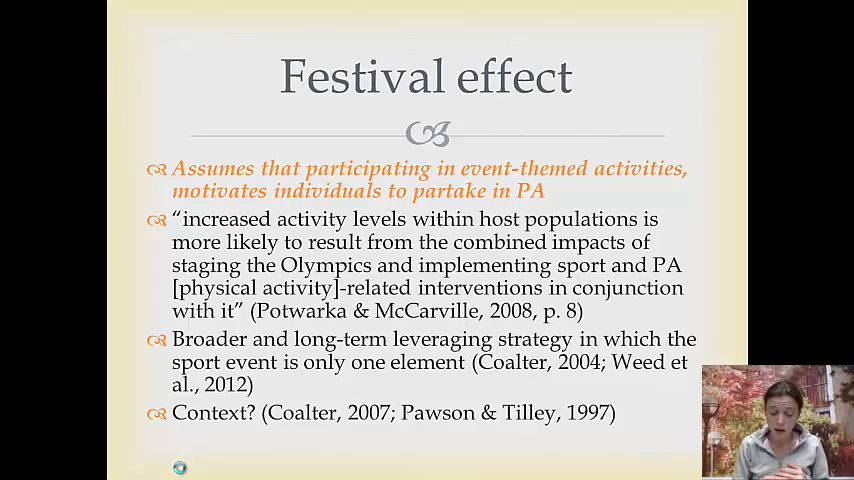 Festival effect
Assumes that participating in event-themed activities,
motivates individuals to partake in PA
“increased activity levels within host populations is
more likely to result from the combined impacts of
staging the Olympics and implementing sport and PA
[physical activity]-related interventions in conjunction
with it” (Potwarka & McCarville, 2008, p. 8)
Broader and long-term leveraging strategy in which the
sport event is only one element (Coalter, 2004; Weed et
al., 2012)
Context? (Coalter, 2007; Pawson & Tilley, 1997)